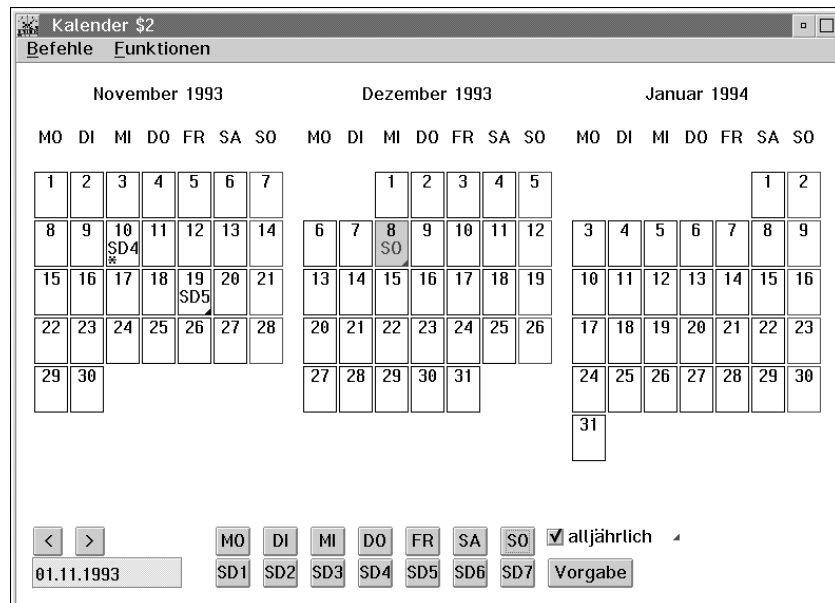 Kalender $2
Befehle Funktionen
November 1993 Dezember 1993 Januar 1994
MO DI MI DO FR SA SO MO DI MI DO FR SA SO MO DI MI DO FR SA SO
1 2 3 4 5 6 7 1 2 3 4 5 1 2
8 9 10 11 12 13 14 6 7 8 9 10 11 12 3 4 5 6 7 8 9
SD4 SO
*
15 16 17 18 19 20 21 13 14 15 16 17 18 19 10 11 12 13 14 15 16
SD5
22 23 24 25 26 27 28 20 21 22 23 24 25 26 17 18 19 20 21 22 23
29 30 27 28 29 30 31 24 25 26 27 28 29 30
31
< > MO DI MI DO FR SA SO alljährlich
01.11.1993 SD1 SD2 SD3 SD4 SD5 SD6 SD7 Vorgabe